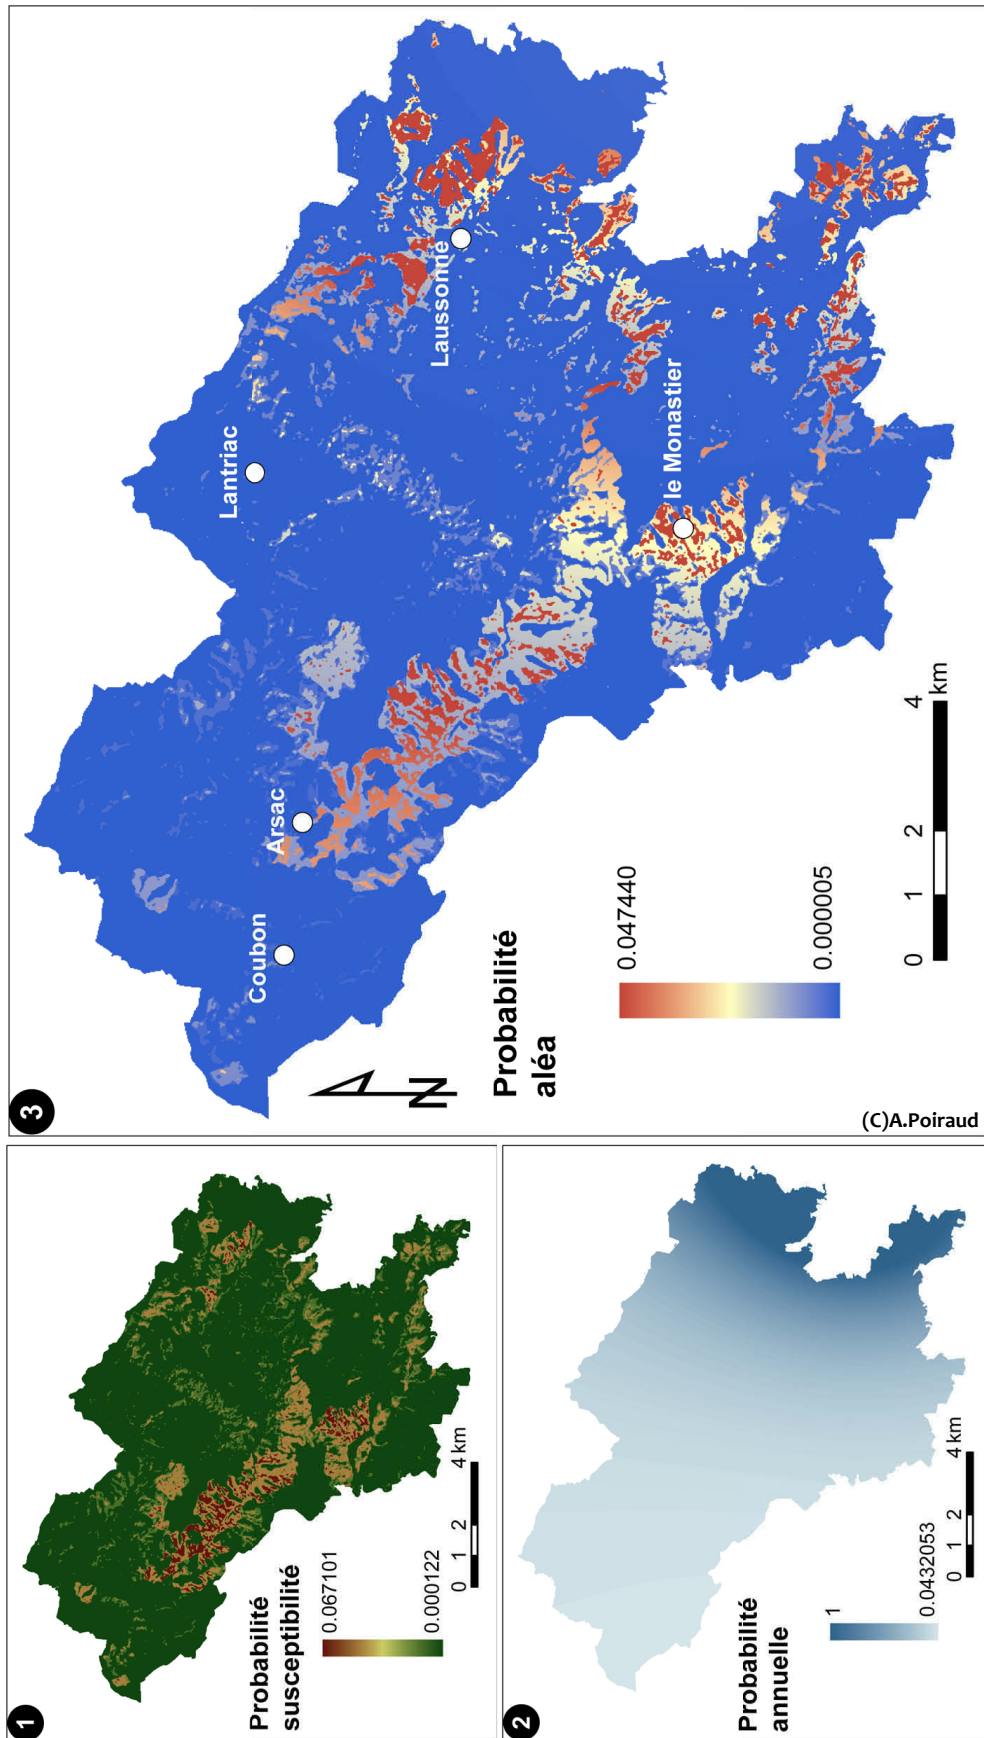 1
Probabilité
susceptibilité
0.067101
0.000122
0 1 2 4 km
2
Probabilité
annuelle
1
0.0432053
0 1 2 4 km
3
Coubon
Arsac
Lantriac
Laussonne
le Monastier
N
Probabilité
aléa
0.047440
0.000005
0 1 2 4 km
(C)A.Poiraud